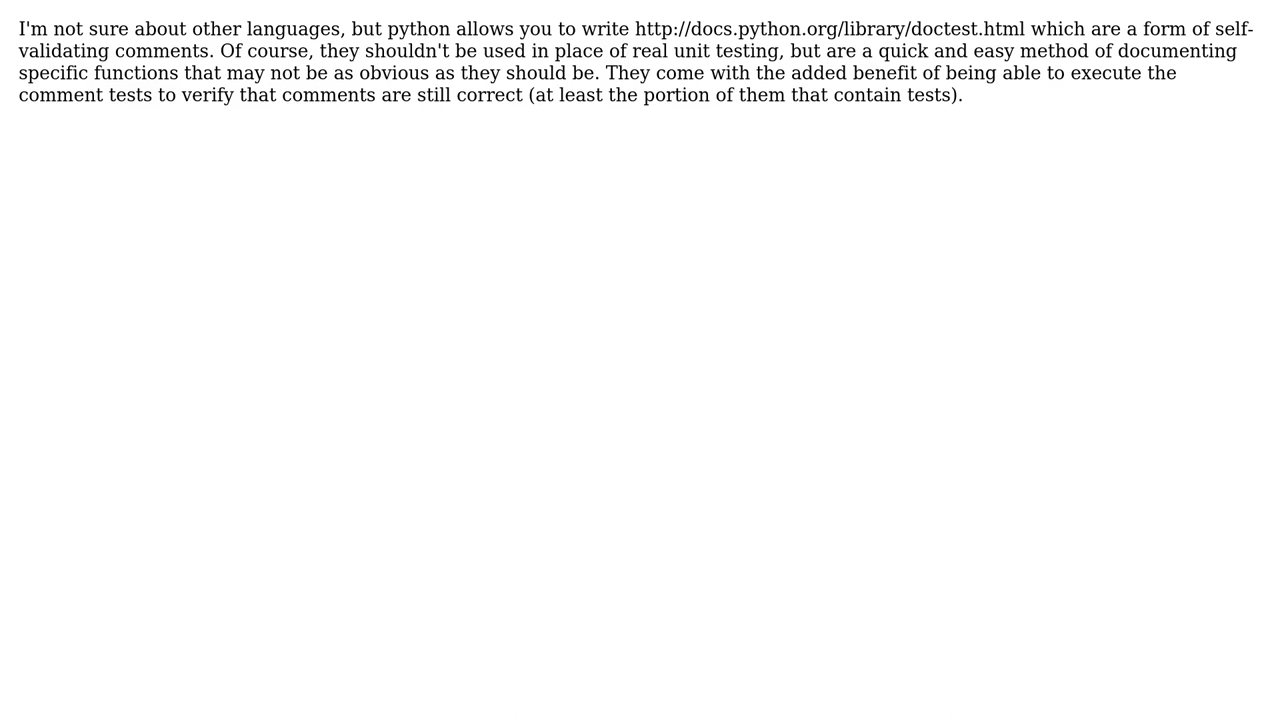 I'm not sure about other languages, but python allows you to write http://docs.python.org/library/doctest.html which are a form of self-
validating comments. Of course, they shouldn't be used in place of real unit testing, but are a quick and easy method of documenting
specific functions that may not be as obvious as they should be. They come with the added benefit of being able to execute the
comment tests to verify that comments are still correct (at least the portion of them that contain tests).